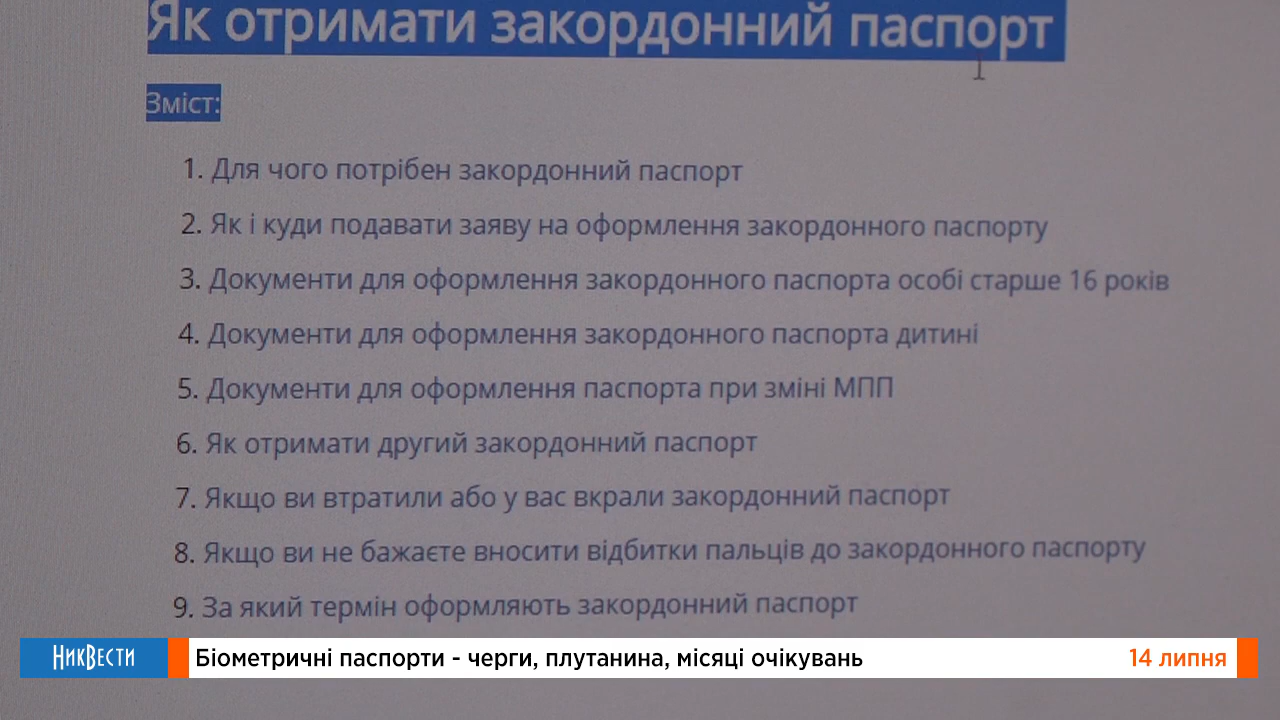 Як отримати закордонний паспорт
Зміст:
1. Для чого потрібен закордонний паспорт
2. Як і куди подавати заяву на оформлення закордонного паспорту
3. Документи для оформлення закордонного паспорта особі старше 16 років
4. Документи для оформлення закордонного паспорта дитині
5. Документи для оформлення паспорта при зміні МПП
6. Як отримати другий закордонний паспорт
7. Якщо ви втратили або у вас вкрали закордонний паспорт
8. Якщо ви не бажаєте вносити відбитки пальців до закордонного паспорту
9. За який термін оформляють закордонний паспорт
НикВести Біометричні паспорти - черги, плутанина, місяці очікувань 14 липня